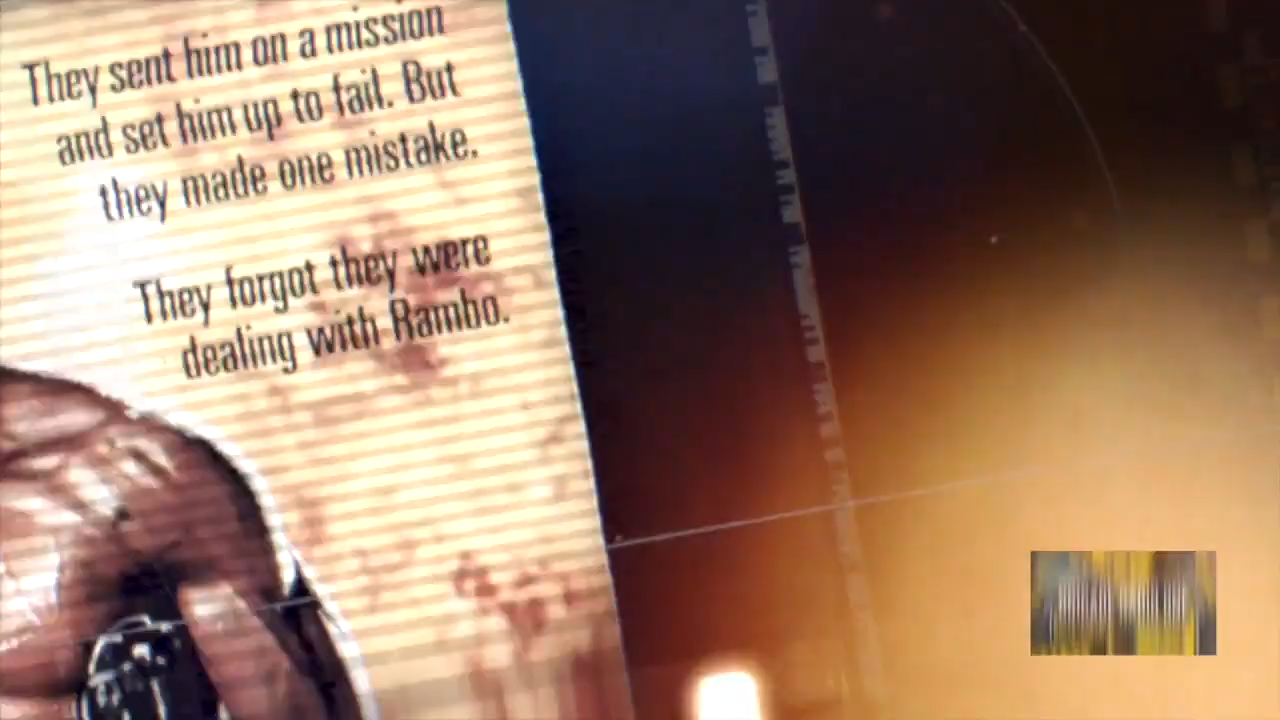 They sent him on a mission
and set him up to fail. But
they made one mistake.
They forgot they were
dealing with Rambo.